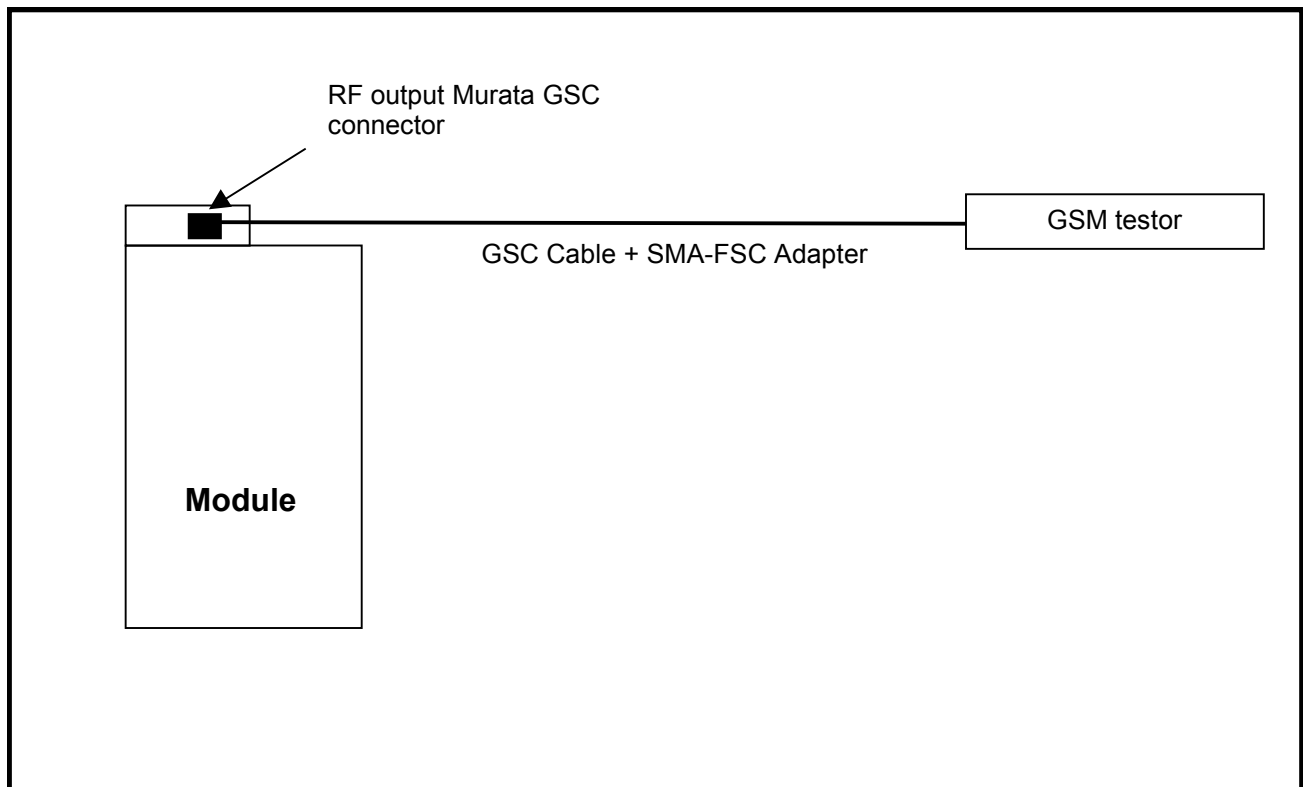 RF output Murata GSC
connector
GSM testor
GSC Cable + SMA-FSC Adapter
Module